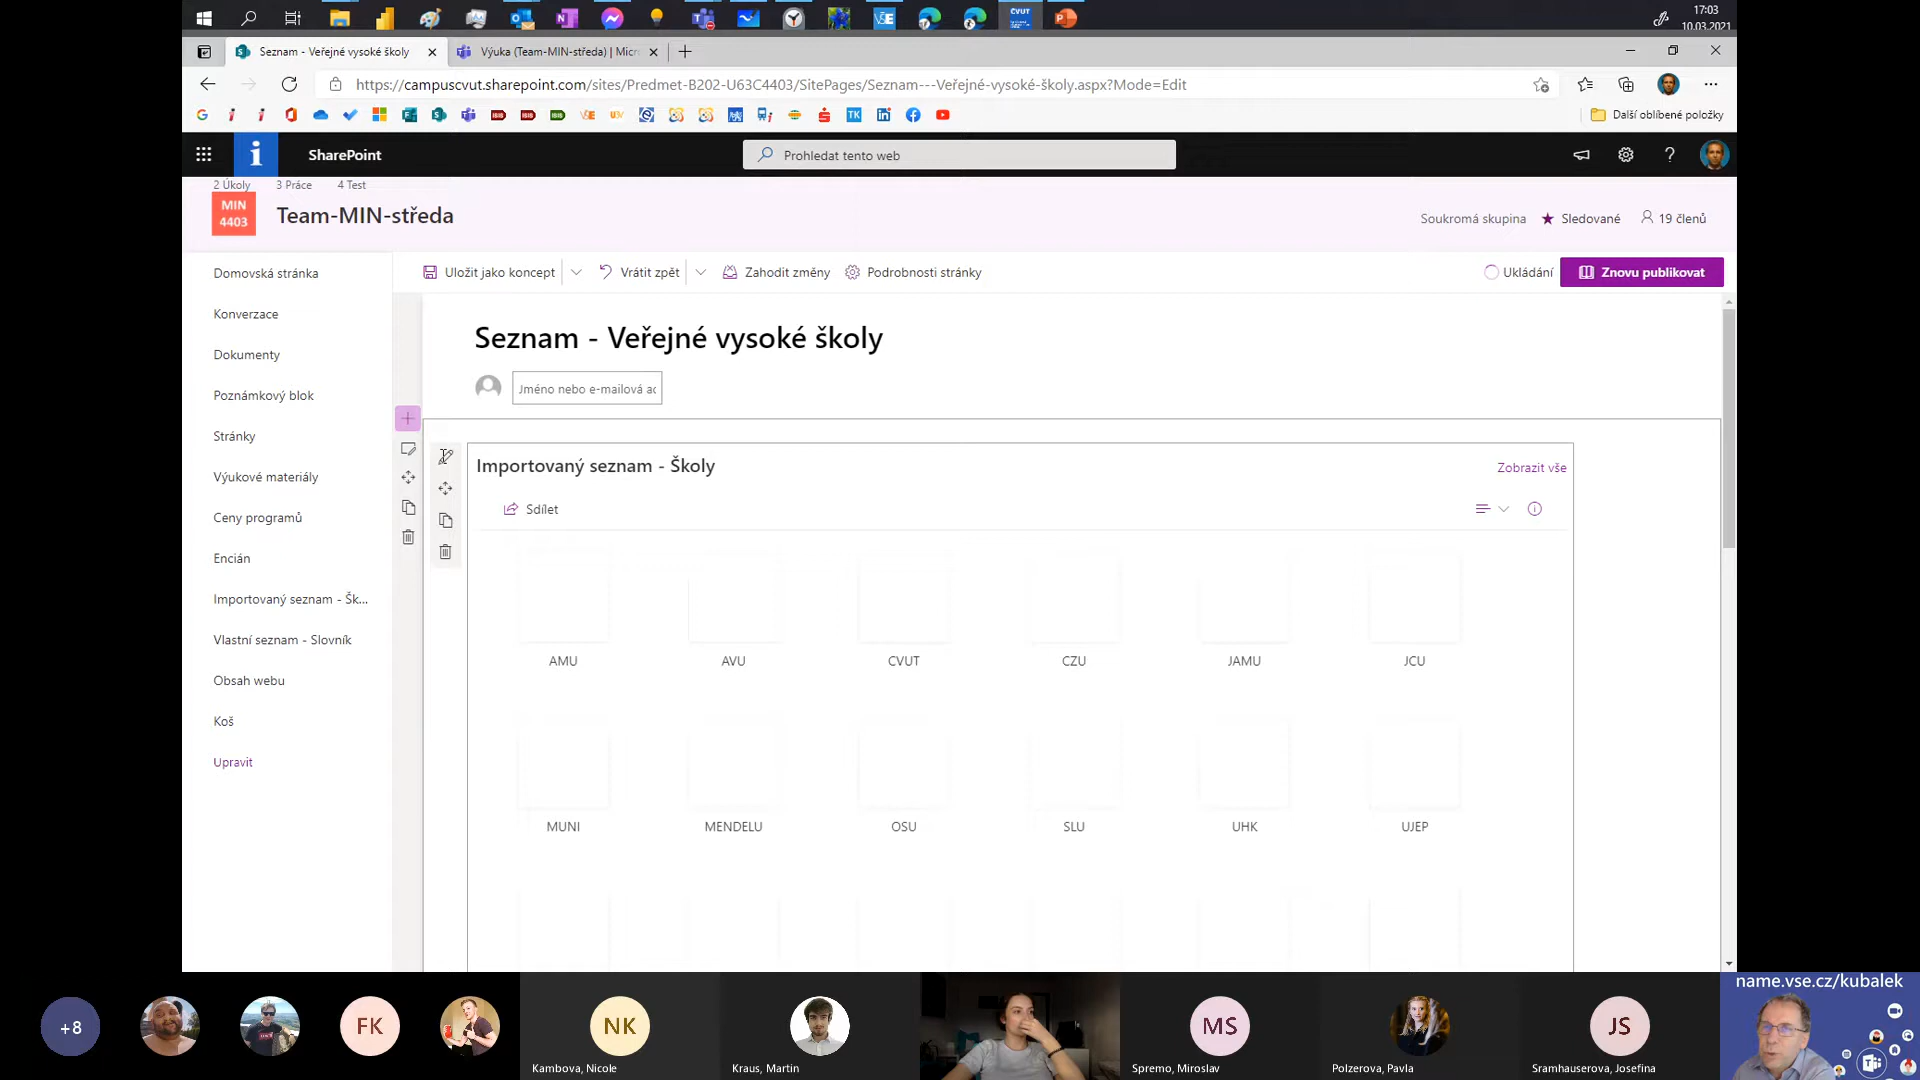 17:03
10.03.2021
ČVUT
Seznam - Veřejné vysoké školy
Výuka (Team-MIN-středa) | Micr
https://campuscvut.sharepoint.com/sites/Predmet-B202-U63C4403/SitePages/Seznam---Veřejné-vysoké-školy.aspx?Mode=Edit
Další oblíbené položky
SharePoint
Prohledat tento web
2 Úkoly
3 Práce
4 Test
MIN
4403
Team-MIN-středa
Soukromá skupina
Sledované
19 členů
Domovská stránka
Konverzace
Dokumenty
Poznámkový blok
Stránky
Výukové materiály
Ceny programů
Encián
Importovaný seznam - Šk...
Vlastní seznam - Slovník
Obsah webu
Koš
Upravit
Uložit jako koncept
Vrátit zpět
Zahodit změny
Podrobnosti stránky
Ukládání
Znovu publikovat
Seznam - Veřejné vysoké školy
Jméno nebo e-mailová ad
Importovaný seznam - Školy
Zobrazit vše
Sdílet
AMU
AVU
CVUT
CZU
JAMU
JCU
MUNI
MENDELU
OSU
SLU
UHK
UJEP
+8
FK
NK
Kambova, Nicole
Kraus, Martin
MS
Spremo, Miroslav
Polzerova, Pavla
JS
Sramhauserova, Josefina
name.vse.cz/kubalek